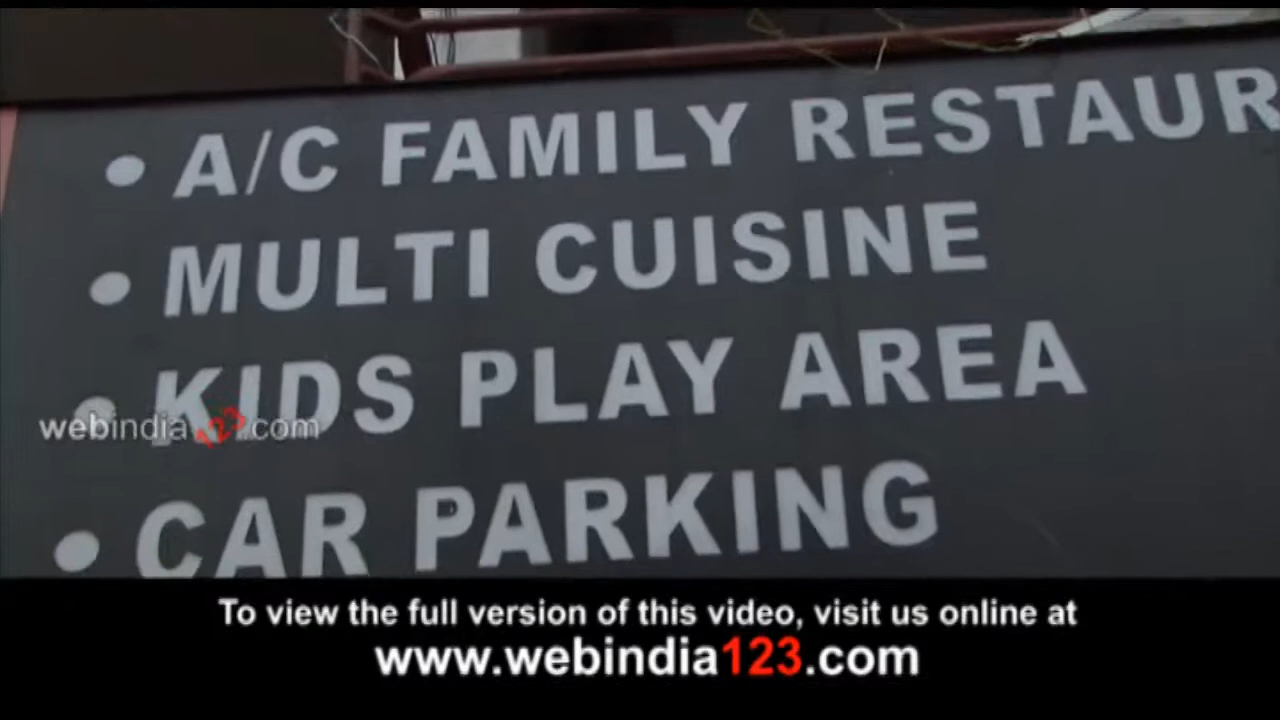 • A/C FAMILY RESTAUR
• MULTI CUISINE
• KIDS PLAY AREA
webindia123.com
• CAR PARKING
To view the full version of this video, visit us online at
www.webindia123.com